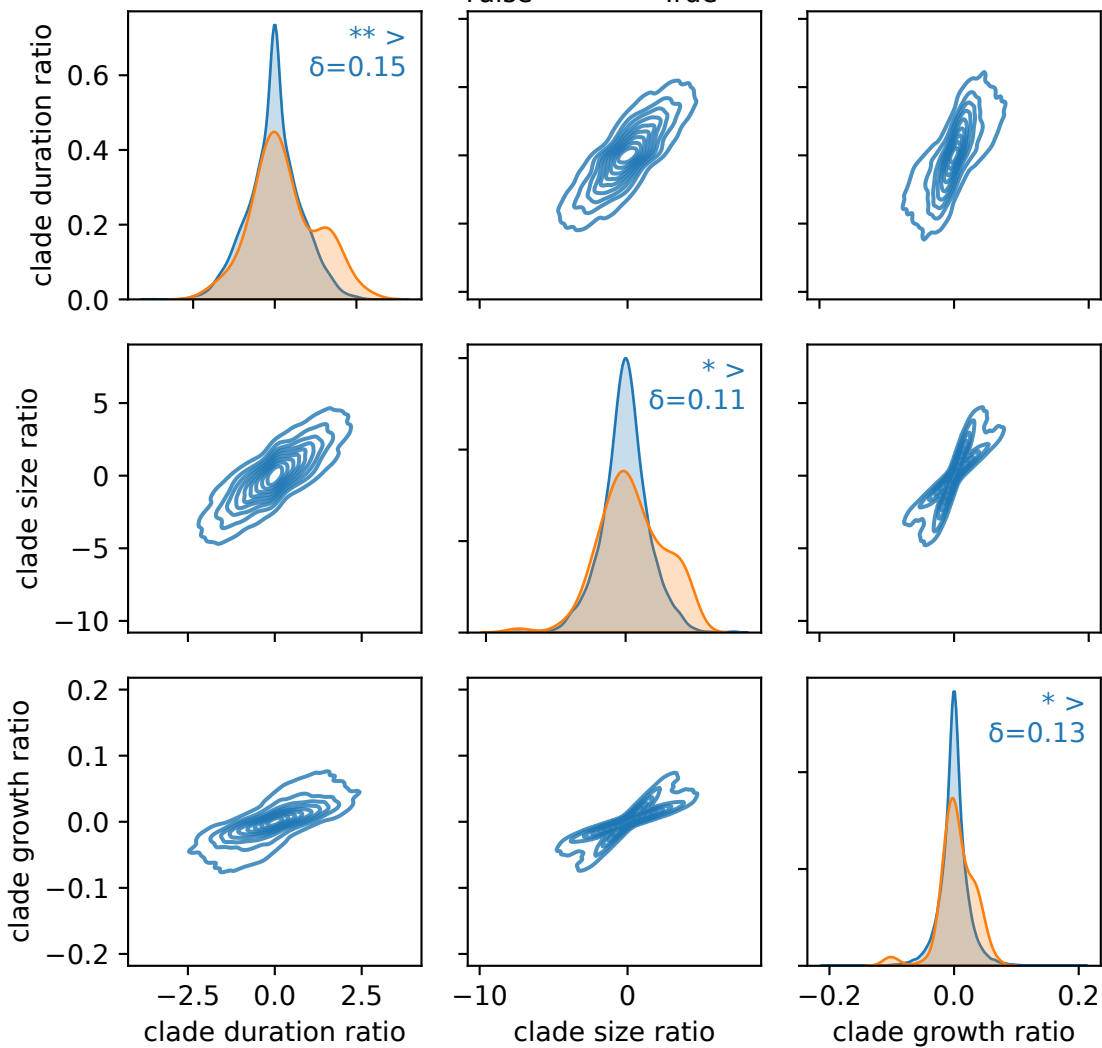 False True
clade duration ratio
0.6
0.4
0.2
0.0
** >
δ=0.15
clade size ratio
5
0
−5
−10
* >
δ=0.11
clade growth ratio
0.2
0.1
0.0
−0.1
−0.2
* >
δ=0.13
−2.5 0.0 2.5
−10 0
−0.2 0.0 0.2
clade duration ratio
clade size ratio
clade growth ratio